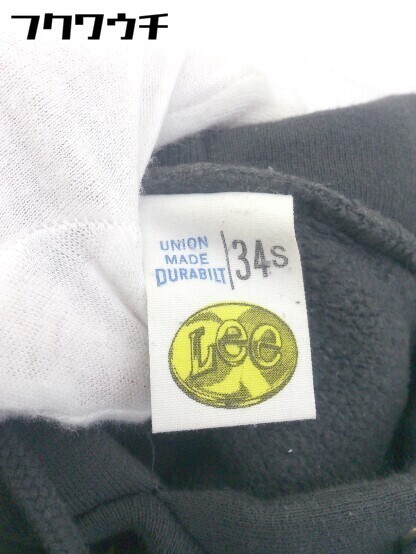 フクワウチ
UNION
MADE
DURABILT
34S
Lee